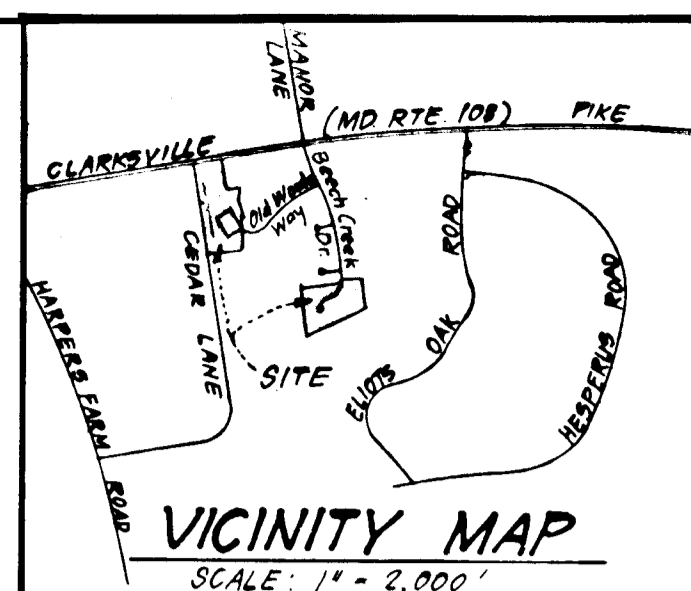 MANOR LANE
(MD. RTE. 108) PIKE
CLARKSVILLE
Old Woods Way
Beech Creek Dr.
CEDAR LANE
HARPERS FARM ROAD
ELIOTS OAK ROAD
HESPERUS ROAD
SITE
VICINITY MAP
SCALE: 1" = 2,000'